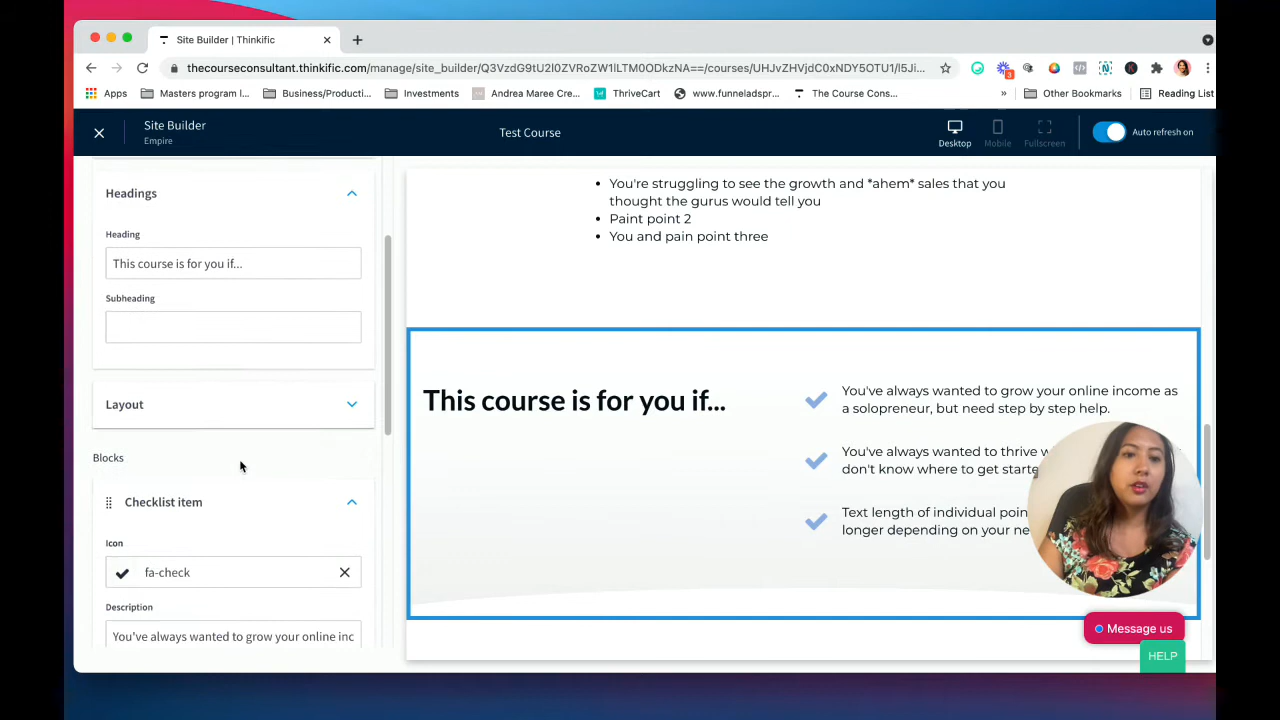 Site Builder | Thinkific
thecourseconsultant.thinkific.com/manage/site_builder/Q3VzdG9tU2l0ZVRoZW1lLTM0ODkzNA==/courses/UHJvZHVjdC0xNDY5OTU1/l5Ji...
3
Apps
Masters program l...
Business/Producti...
Investments
Andrea Maree Cre...
ThriveCart
www.funneladspr...
The Course Cons...
»
Other Bookmarks
Reading List
Site Builder
Empire
Test Course
Desktop
Mobile
Fullscreen
Auto refresh on
Headings
Heading
This course is for you if...
Subheading
Layout
Blocks
Checklist item
Icon
fa-check
Description
You've always wanted to grow your online inc
• You're struggling to see the growth and *ahem* sales that you
thought the gurus would tell you
• Paint point 2
• You and pain point three
This course is for you if...
You've always wanted to grow your online income as
a solopreneur, but need step by step help.
You've always wanted to thrive
don't know where to get starte
Text length of individual poin
longer depending on your ne
Message us
HELP